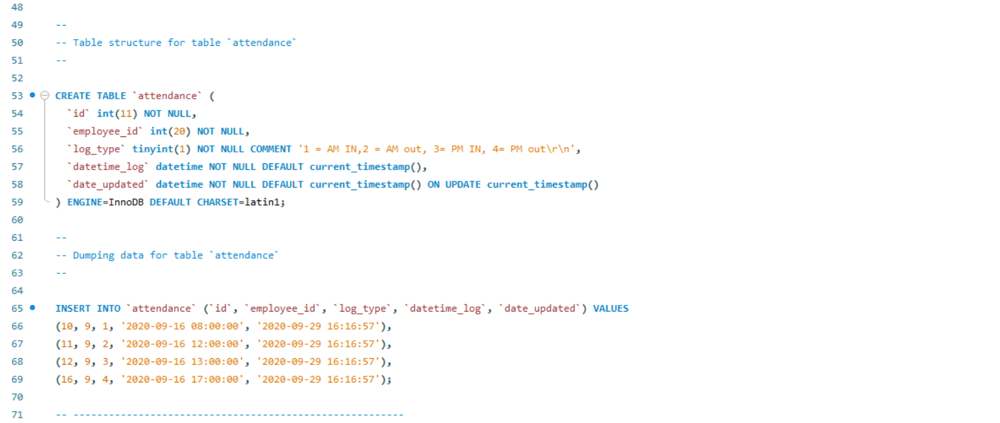 48
49 --
50 -- Table structure for table `attendance`
51 --
52
53 CREATE TABLE `attendance` (
54 `id` int(11) NOT NULL,
55 `employee_id` int(20) NOT NULL,
56 `log_type` tinyint(1) NOT NULL COMMENT '1 = AM IN,2 = AM out, 3= PM IN, 4= PM out\r\n',
57 `datetime_log` datetime NOT NULL DEFAULT current_timestamp(),
58 `date_updated` datetime NOT NULL DEFAULT current_timestamp() ON UPDATE current_timestamp()
59 ) ENGINE=InnoDB DEFAULT CHARSET=latin1;
60
61 --
62 -- Dumping data for table `attendance`
63 --
64
65 INSERT INTO `attendance` (`id`, `employee_id`, `log_type`, `datetime_log`, `date_updated`) VALUES
66 (10, 9, 1, '2020-09-16 08:00:00', '2020-09-29 16:16:57'),
67 (11, 9, 2, '2020-09-16 12:00:00', '2020-09-29 16:16:57'),
68 (12, 9, 3, '2020-09-16 13:00:00', '2020-09-29 16:16:57'),
69 (16, 9, 4, '2020-09-16 17:00:00', '2020-09-29 16:16:57');
70
71 -- --------------------------------------------------------